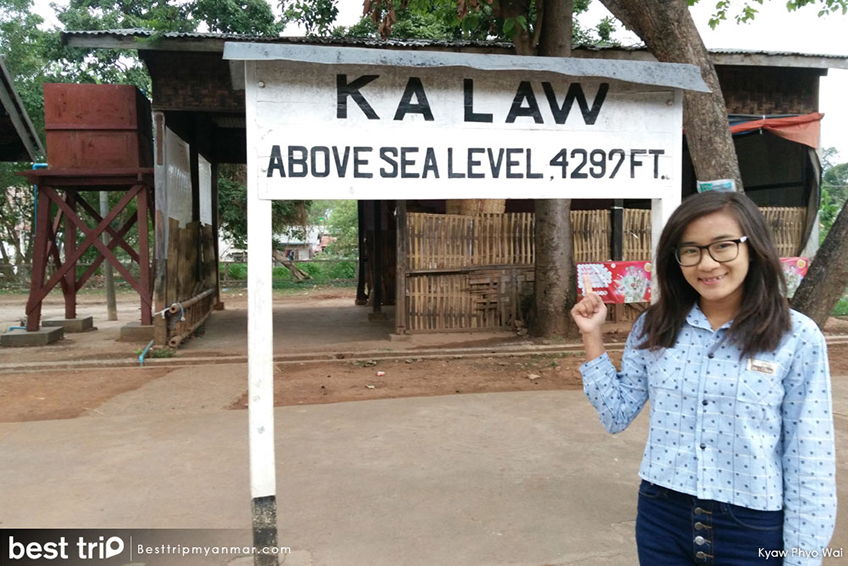 KA LAW
ABOVE SEA LEVEL, 4297 FT.
best trip
Besttripmyanmar.com
Kyaw Phyo Wai